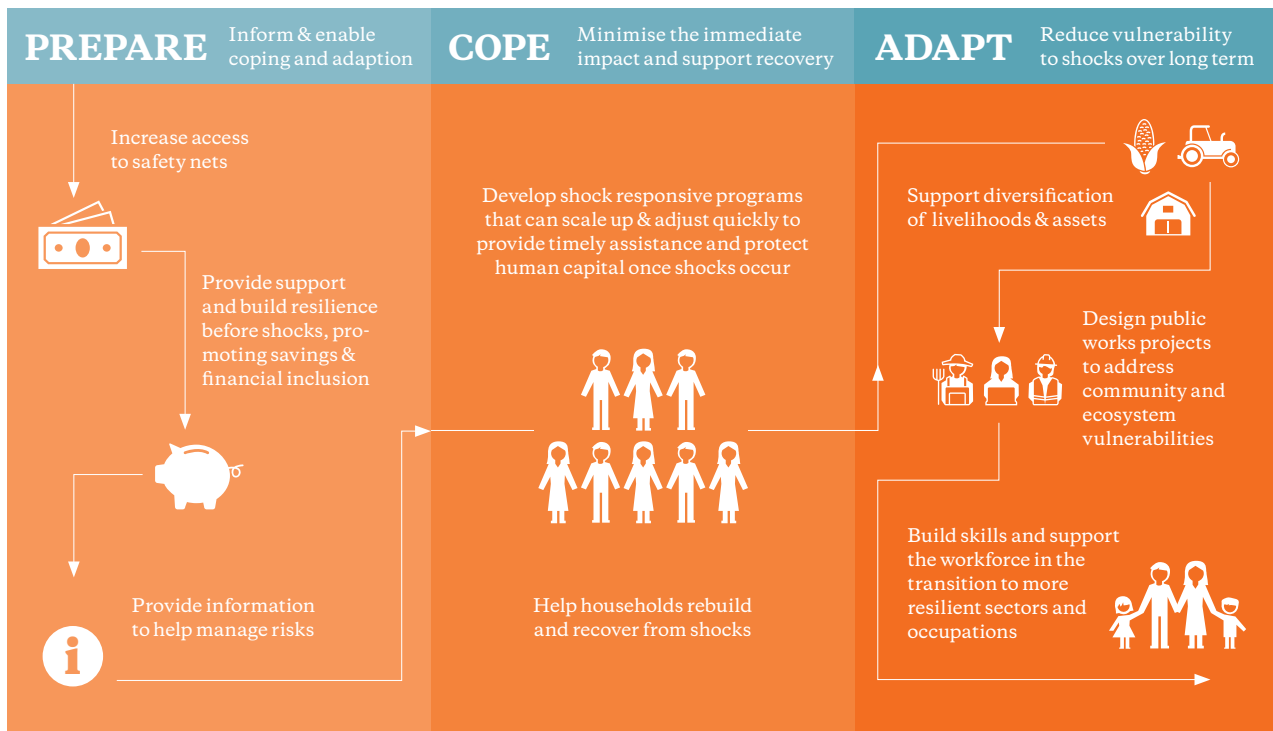 PREPARE
Inform & enable
coping and adaption
Increase access
to safety nets
Provide support
and build resilience
before shocks, pro-
moting savings &
financial inclusion
Provide information
to help manage risks
i
COPE
Minimise the immediate
impact and support recovery
Develop shock responsive programs
that can scale up & adjust quickly to
provide timely assistance and protect
human capital once shocks occur
Help households rebuild
and recover from shocks
ADAPT
Reduce vulnerability
to shocks over long term
Support diversification
of livelihoods & assets
Design public
works projects
to address
community and
ecosystem
vulnerabilities
Build skills and support
the workforce in the
transition to more
resilient sectors and
occupations